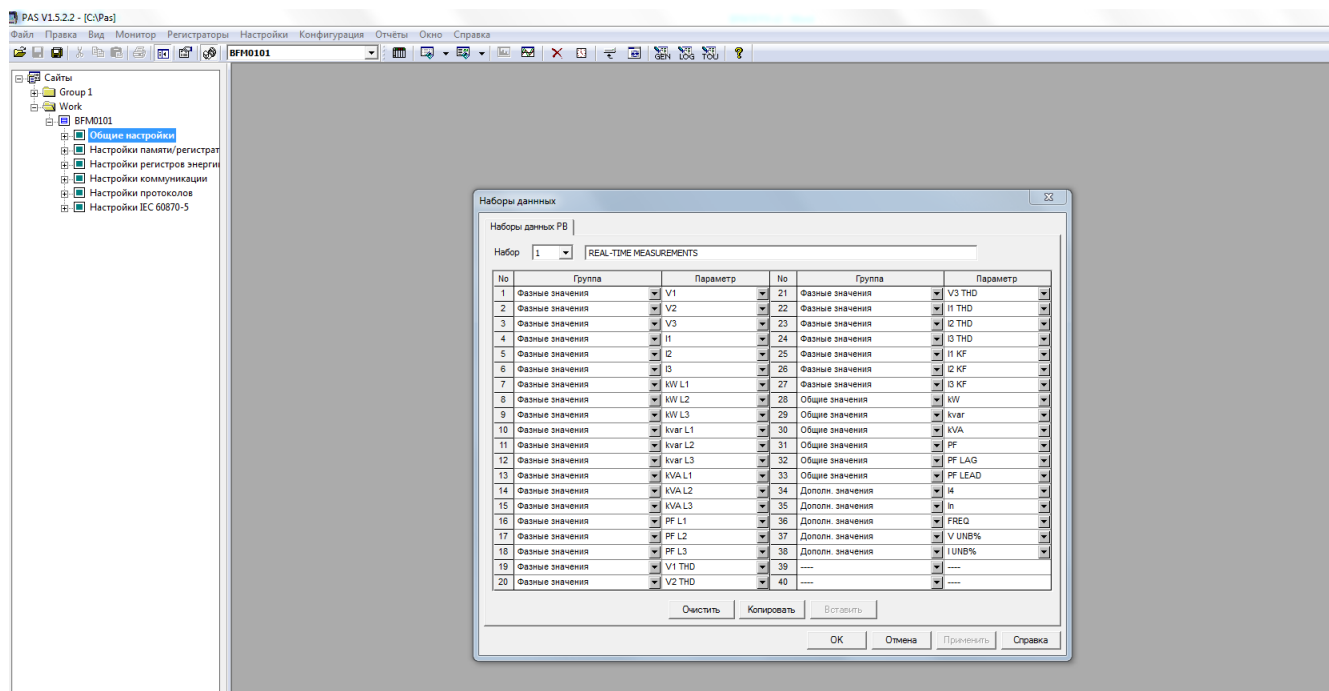 PAS V1.5.2.2 - [C:\Pas]
Файл Правка Вид Монитор Регистраторы Настройки Конфигурация Отчёты Окно Справка
BFM0101 GEN LOG TOU
Сайты
Group 1
Work
BFM0101
Общие настройки
Настройки памяти/регистрат
Настройки регистров энерги
Настройки коммуникации
Настройки протоколов
Настройки IEC 60870-5
Наборы даннных
Наборы данных РВ
Набор 1 REAL-TIME MEASUREMENTS
No Группа Параметр No Группа Параметр
1 Фазные значения V1 21 Фазные значения V3 THD
2 Фазные значения V2 22 Фазные значения I1 THD
3 Фазные значения V3 23 Фазные значения I2 THD
4 Фазные значения I1 24 Фазные значения I3 THD
5 Фазные значения I2 25 Фазные значения I1 KF
6 Фазные значения I3 26 Фазные значения I2 KF
7 Фазные значения kW L1 27 Фазные значения I3 KF
8 Фазные значения kW L2 28 Общие значения kW
9 Фазные значения kW L3 29 Общие значения kvar
10 Фазные значения kvar L1 30 Общие значения kVA
11 Фазные значения kvar L2 31 Общие значения PF
12 Фазные значения kvar L3 32 Общие значения PF LAG
13 Фазные значения kVA L1 33 Общие значения PF LEAD
14 Фазные значения kVA L2 34 Дополн. значения I4
15 Фазные значения kVA L3 35 Дополн. значения In
16 Фазные значения PF L1 36 Дополн. значения FREQ
17 Фазные значения PF L2 37 Дополн. значения V UNB%
18 Фазные значения PF L3 38 Дополн. значения I UNB%
19 Фазные значения V1 THD 39 ---- ----
20 Фазные значения V2 THD 40 ---- ----
Очистить Копировать Вставить
OK Отмена Применить Справка